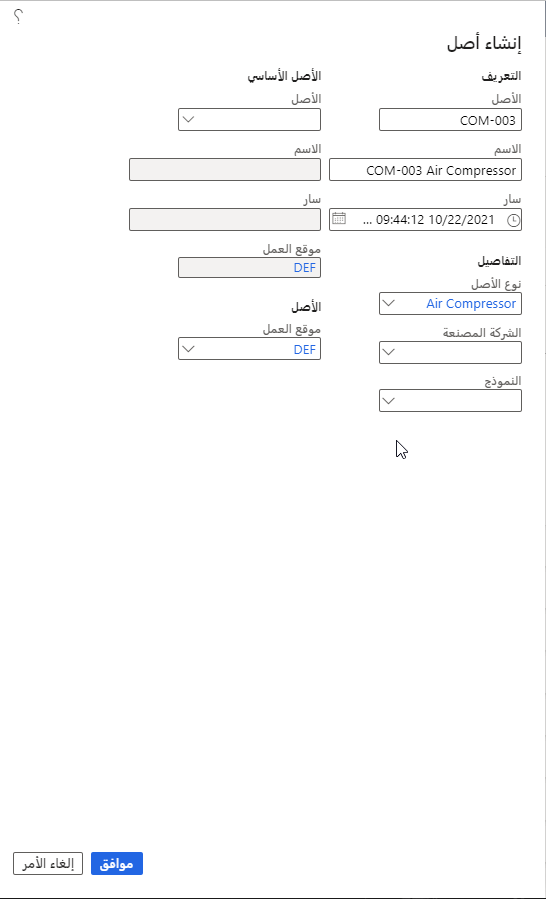 ؟
إنشاء أصل
التعريف
الأصل
COM-003
الاسم
COM-003 Air Compressor
سار
10/22/2021 09:44:12 ...
التفاصيل
نوع الأصل
Air Compressor
الشركة المصنعة
النموذج
الأصل الأساسي
الأصل
الاسم
سار
موقع العمل
DEF
الأصل
موقع العمل
DEF
موافق
إلغاء الأمر